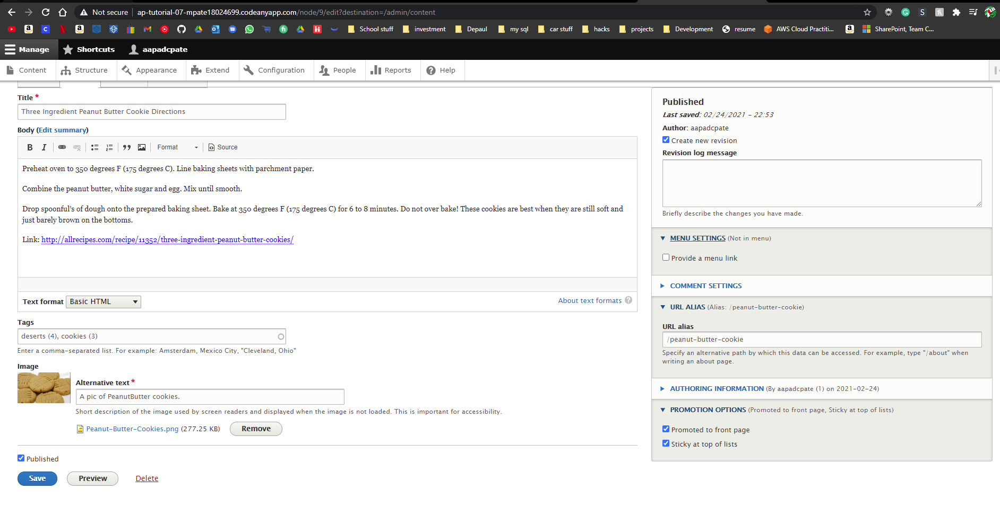 Not secure | ap-tutorial-07-mpate18024699.codeanyapp.com/node/9/edit?destination=/admin/content
School stuff investment Depaul my sql car stuff hacks projects Development resume AWS Cloud Practiti... SharePoint, Team C...
Manage Shortcuts aapadcpate
Content Structure Appearance Extend Configuration People Reports Help
Title *
Three Ingredient Peanut Butter Cookie Directions
Body (Edit summary)
B I Format Source
Preheat oven to 350 degrees F (175 degrees C). Line baking sheets with parchment paper.
Combine the peanut butter, white sugar and egg. Mix until smooth.
Drop spoonful’s of dough onto the prepared baking sheet. Bake at 350 degrees F (175 degrees C) for 6 to 8 minutes. Do not over bake! These cookies are best when they are still soft and
just barely brown on the bottoms.
Link: http://allrecipes.com/recipe/11352/three-ingredient-peanut-butter-cookies/
Text format Basic HTML
About text formats ?
Tags
deserts (4), cookies (3)
Enter a comma-separated list. For example: Amsterdam, Mexico City, "Cleveland, Ohio"
Image
Alternative text *
A pic of PeanutButter cookies.
Short description of the image used by screen readers and displayed when the image is not loaded. This is important for accessibility.
Peanut-Butter-Cookies.png (277.25 KB) Remove
Published
Save Preview Delete
Published
Last saved: 02/24/2021 - 22:53
Author: aapadcpate
Create new revision
Revision log message
Briefly describe the changes you have made.
MENU SETTINGS (Not in menu)
Provide a menu link
COMMENT SETTINGS
URL ALIAS (Alias: /peanut-butter-cookie)
URL alias
/peanut-butter-cookie
Specify an alternative path by which this data can be accessed. For example, type "/about" when
writing an about page.
AUTHORING INFORMATION (By aapadcpate (1) on 2021-02-24)
PROMOTION OPTIONS (Promoted to front page, Sticky at top of lists)
Promoted to front page
Sticky at top of lists